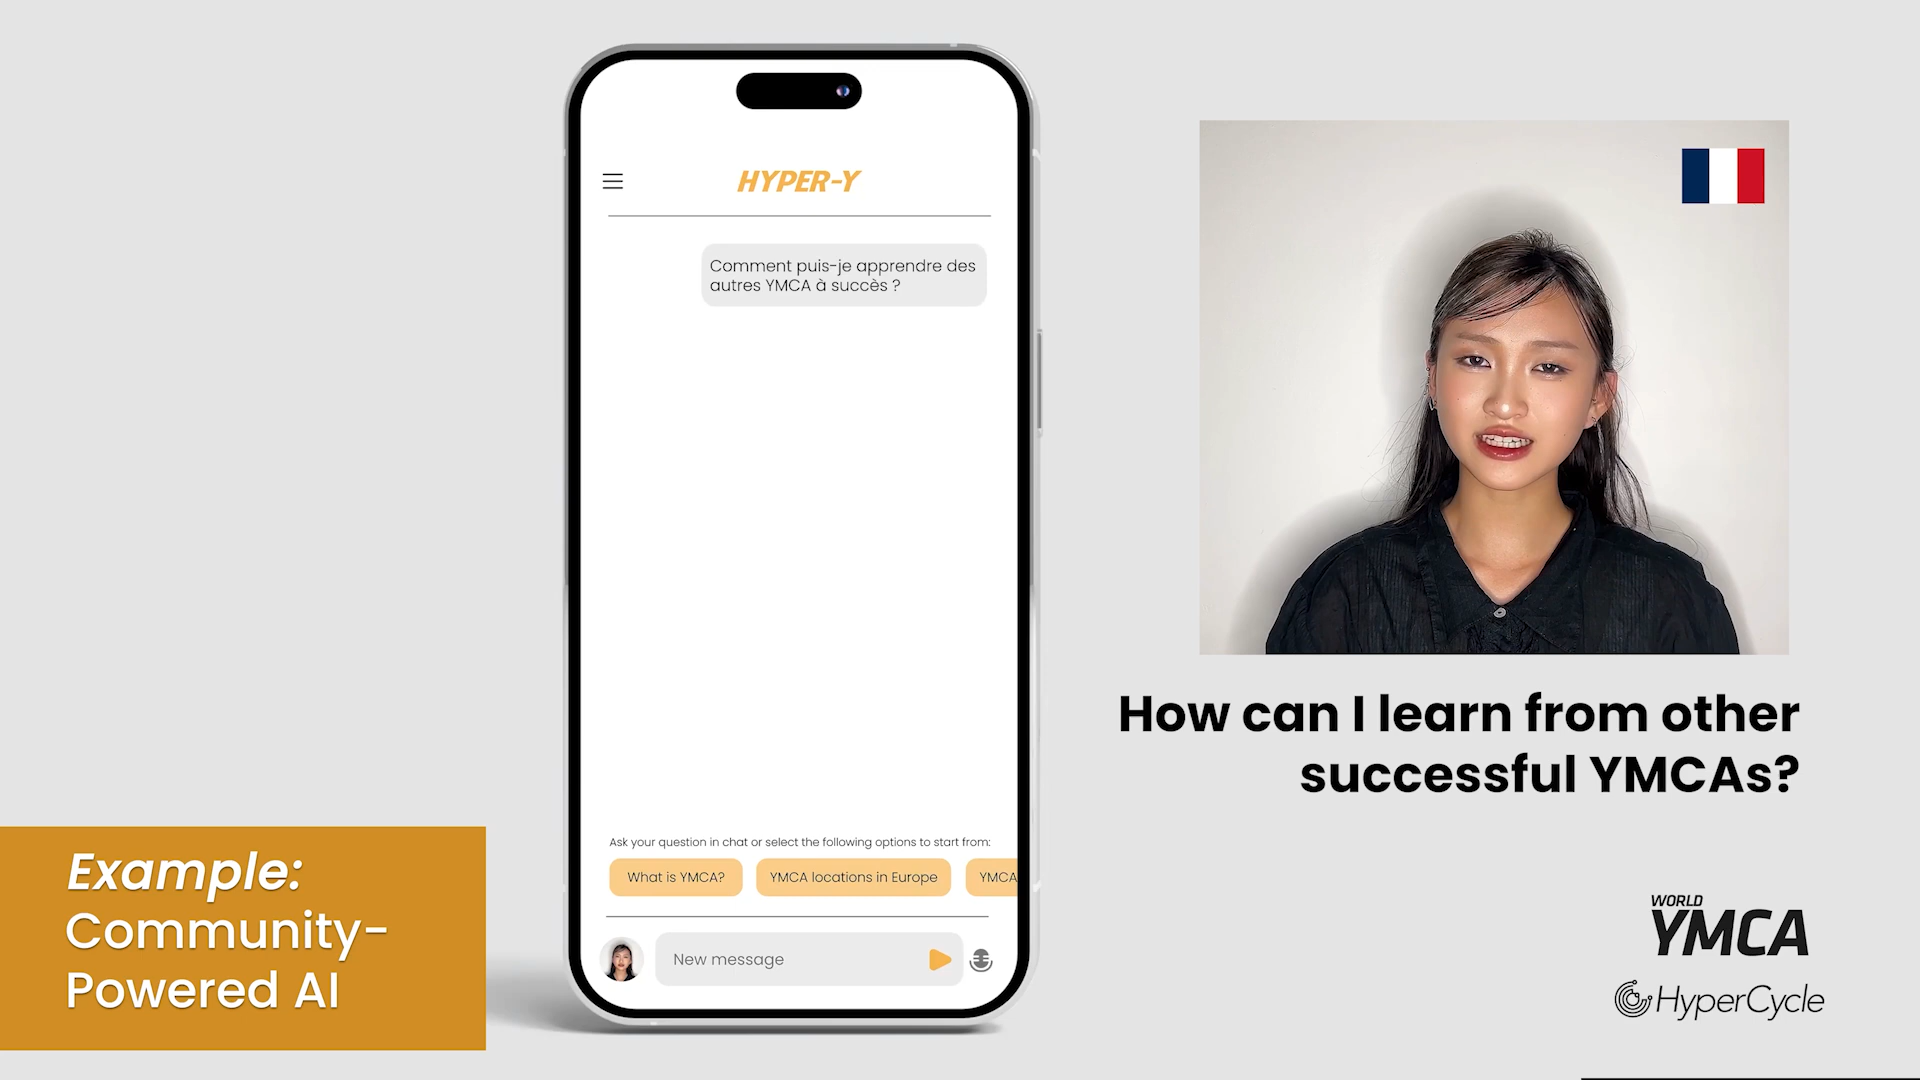 HYPER-Y
Comment puis-je apprendre des
autres YMCA à succès ?
Ask your question in chat or select the following options to start from:
What is YMCA?
YMCA locations in Europe
YMCA
New message
How can I learn from other
successful YMCAs?
Example:
Community-
Powered AI
WORLD
YMCA
HyperCycle